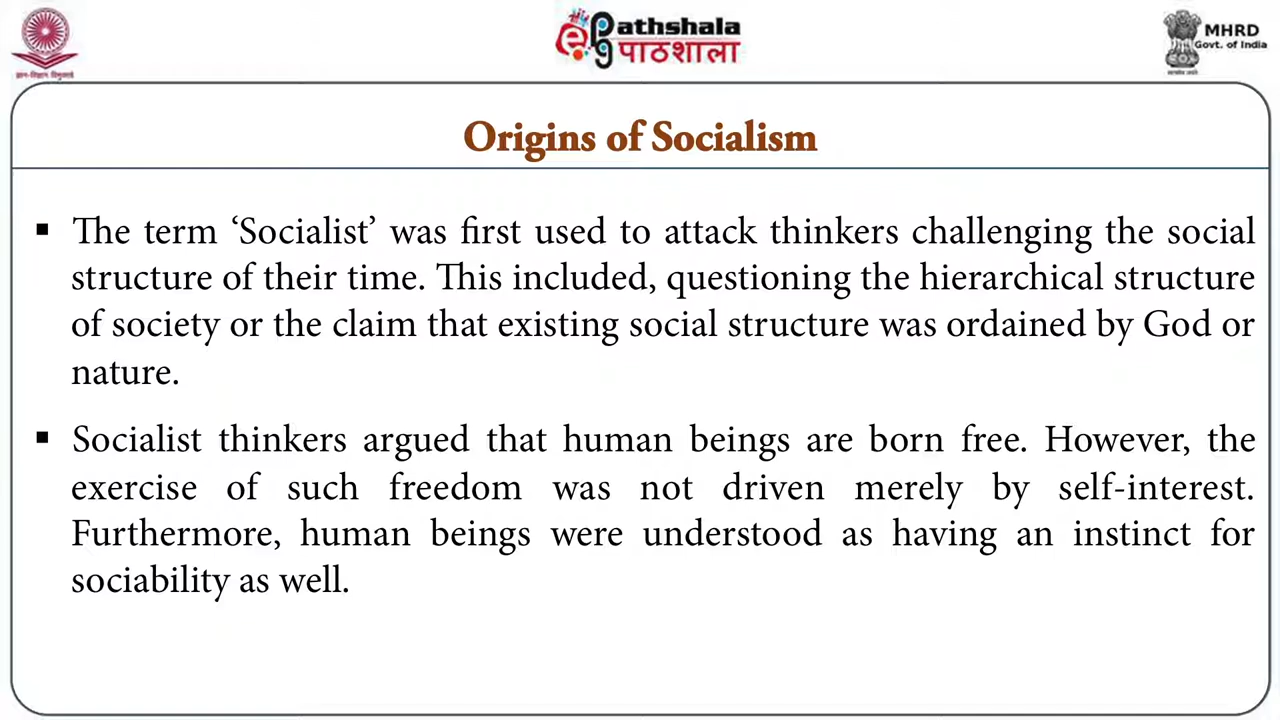 ePG Pathshala
पाठशाला
MHRD
Govt. of India
Origins of Socialism
▪ The term ‘Socialist’ was first used to attack thinkers challenging the social
structure of their time. This included, questioning the hierarchical structure
of society or the claim that existing social structure was ordained by God or
nature.
▪ Socialist thinkers argued that human beings are born free. However, the
exercise of such freedom was not driven merely by self-interest.
Furthermore, human beings were understood as having an instinct for
sociability as well.